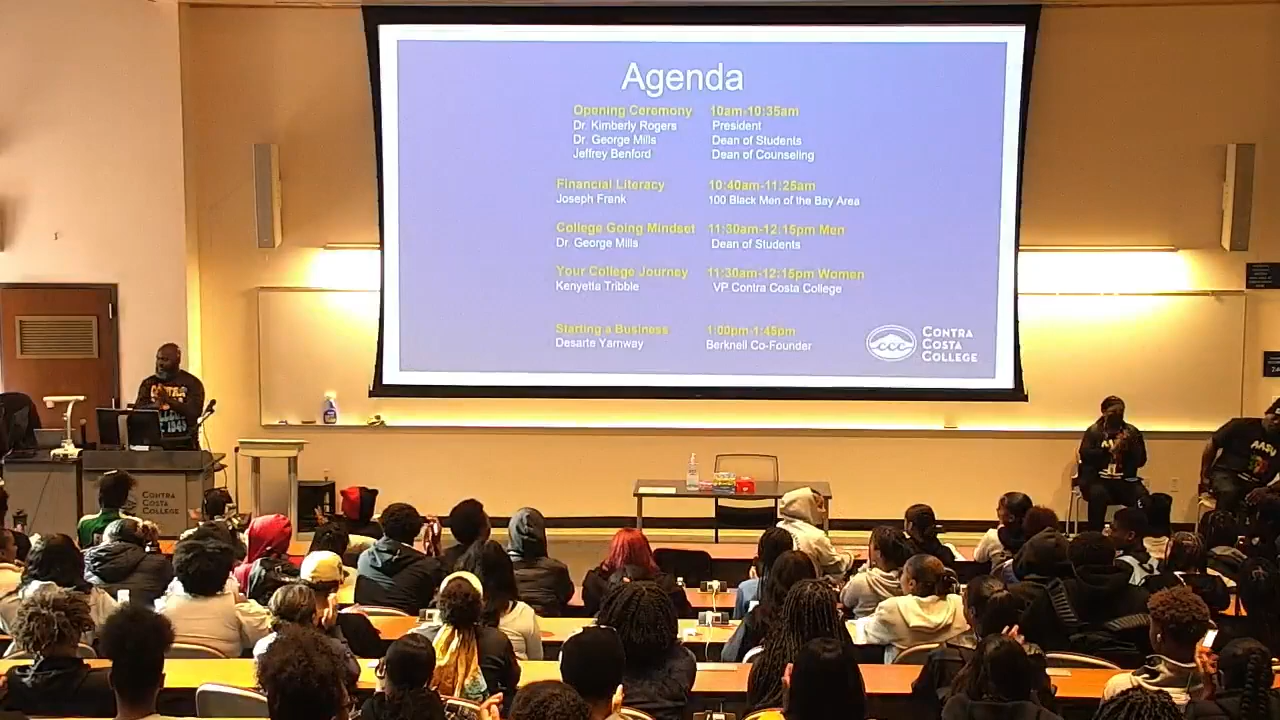 Agenda
Opening Ceremony 10am-10:35am
Dr. Kimberly Rogers President
Dr. George Mills Dean of Students
Jeffrey Benford Dean of Counseling
Financial Literacy 10:40am-11:25am
Joseph Frank 100 Black Men of the Bay Area
College Going Mindset 11:30am-12:15pm Men
Dr. George Mills Dean of Students
Your College Journey 11:30am-12:15pm Women
Kenyetta Tribble VP Contra Costa College
Starting a Business 1:00pm-1:45pm
Desarte Yarnway Berknell Co-Founder
CONTRA
COSTA
COLLEGE
CONTRA
COSTA
COLLEGE
AASU